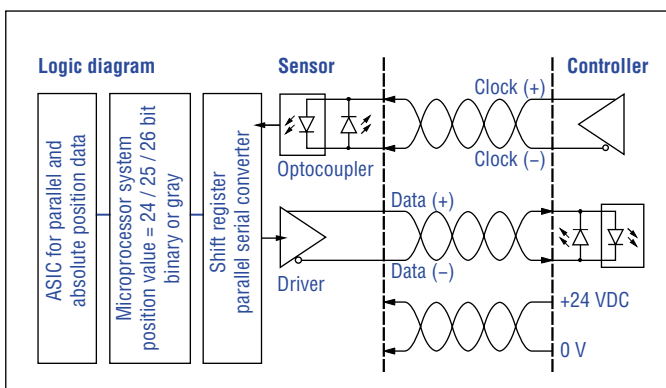 Logic diagram
Sensor
Controller
ASIC for parallel and
absolute position data
Microprocessor system
position value = 24 / 25 / 26 bit
binary or gray
Shift register
parallel serial converter
Optocoupler
Driver
Clock (+)
Clock (−)
Data (+)
Data (−)
+24 VDC
0 V